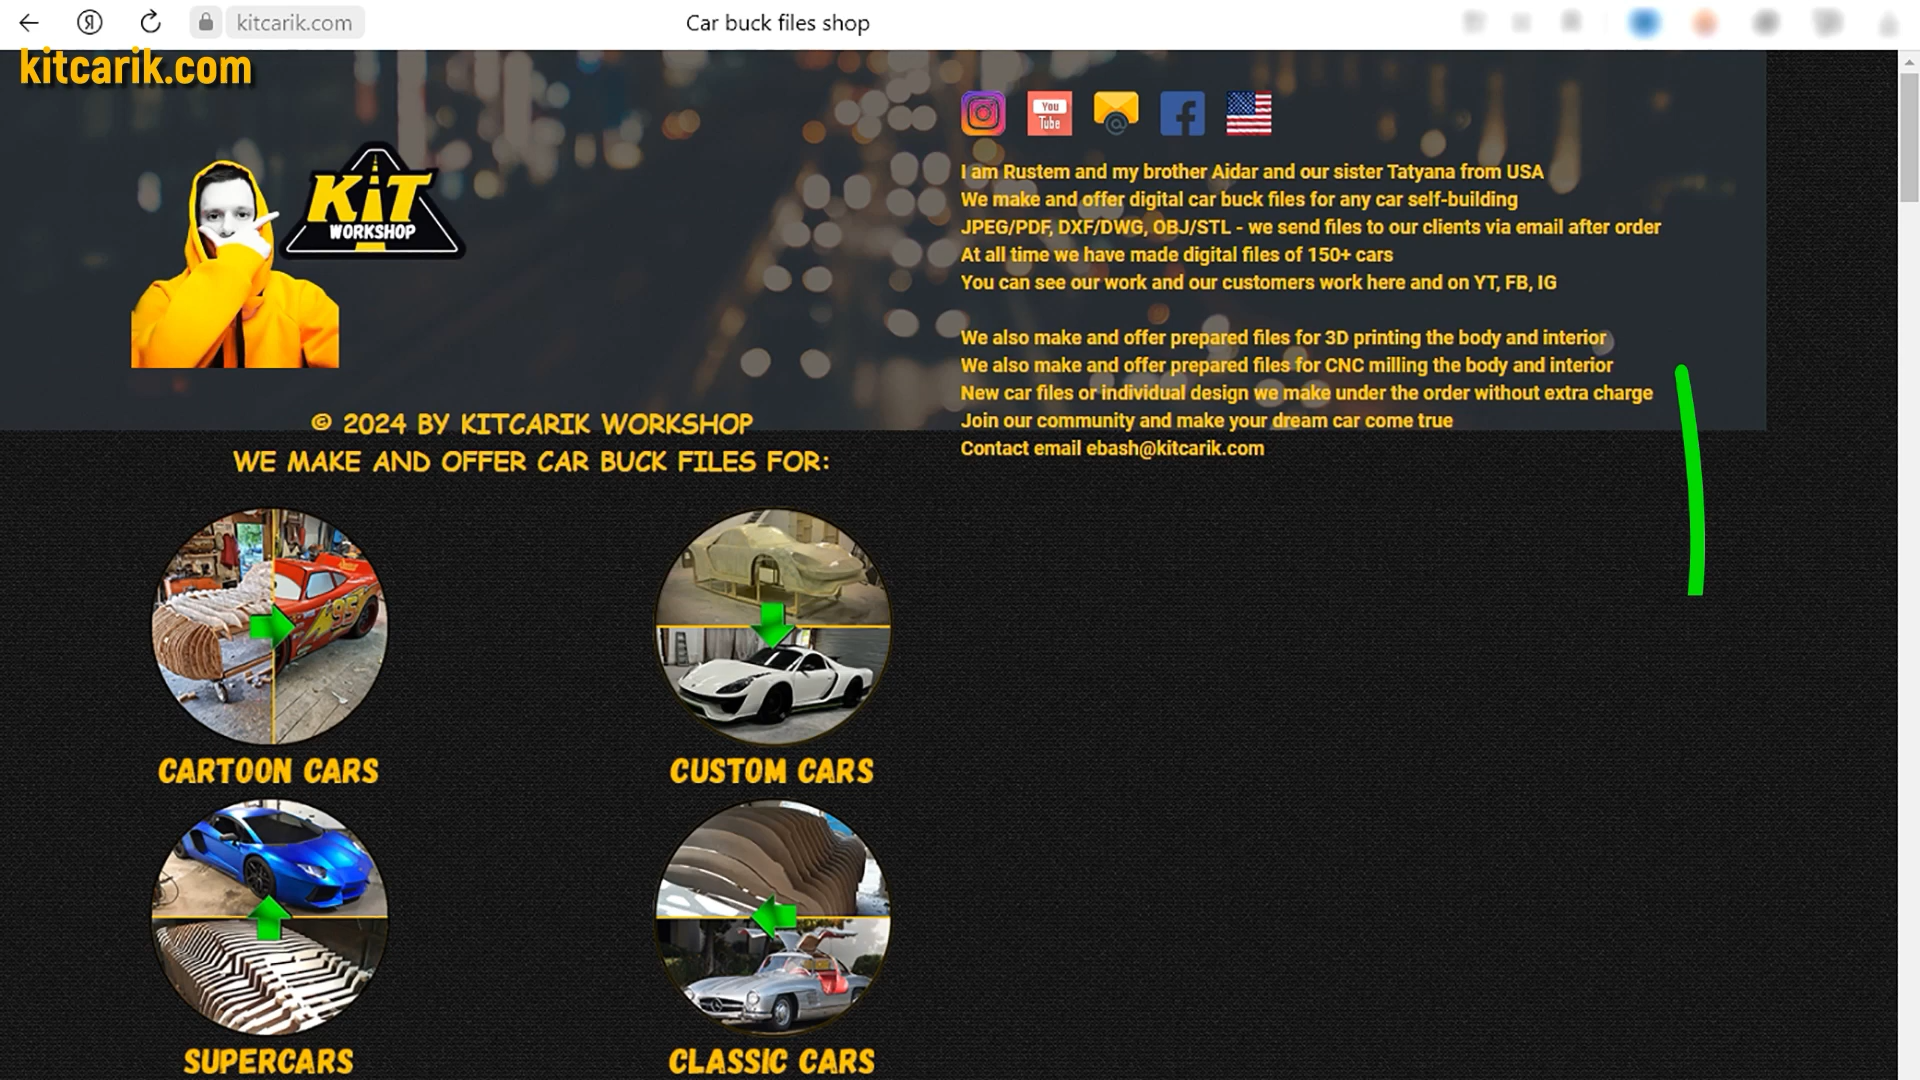 kitcarik.com
Car buck files shop
kitcarik.com
You
Tube
KIT
WORKSHOP
I am Rustem and my brother Aidar and our sister Tatyana from USA
We make and offer digital car buck files for any car self-building
JPEG/PDF, DXF/DWG, OBJ/STL - we send files to our clients via email after order
At all time we have made digital files of 150+ cars
You can see our work and our customers work here and on YT, FB, IG
We also make and offer prepared files for 3D printing the body and interior
We also make and offer prepared files for CNC milling the body and interior
New car files or individual design we make under the order without extra charge
Join our community and make your dream car come true
Contact email ebash@kitcarik.com
© 2024 BY KITCARIK WORKSHOP
WE MAKE AND OFFER CAR BUCK FILES FOR:
95
CARTOON CARS
CUSTOM CARS
SUPERCARS
CLASSIC CARS